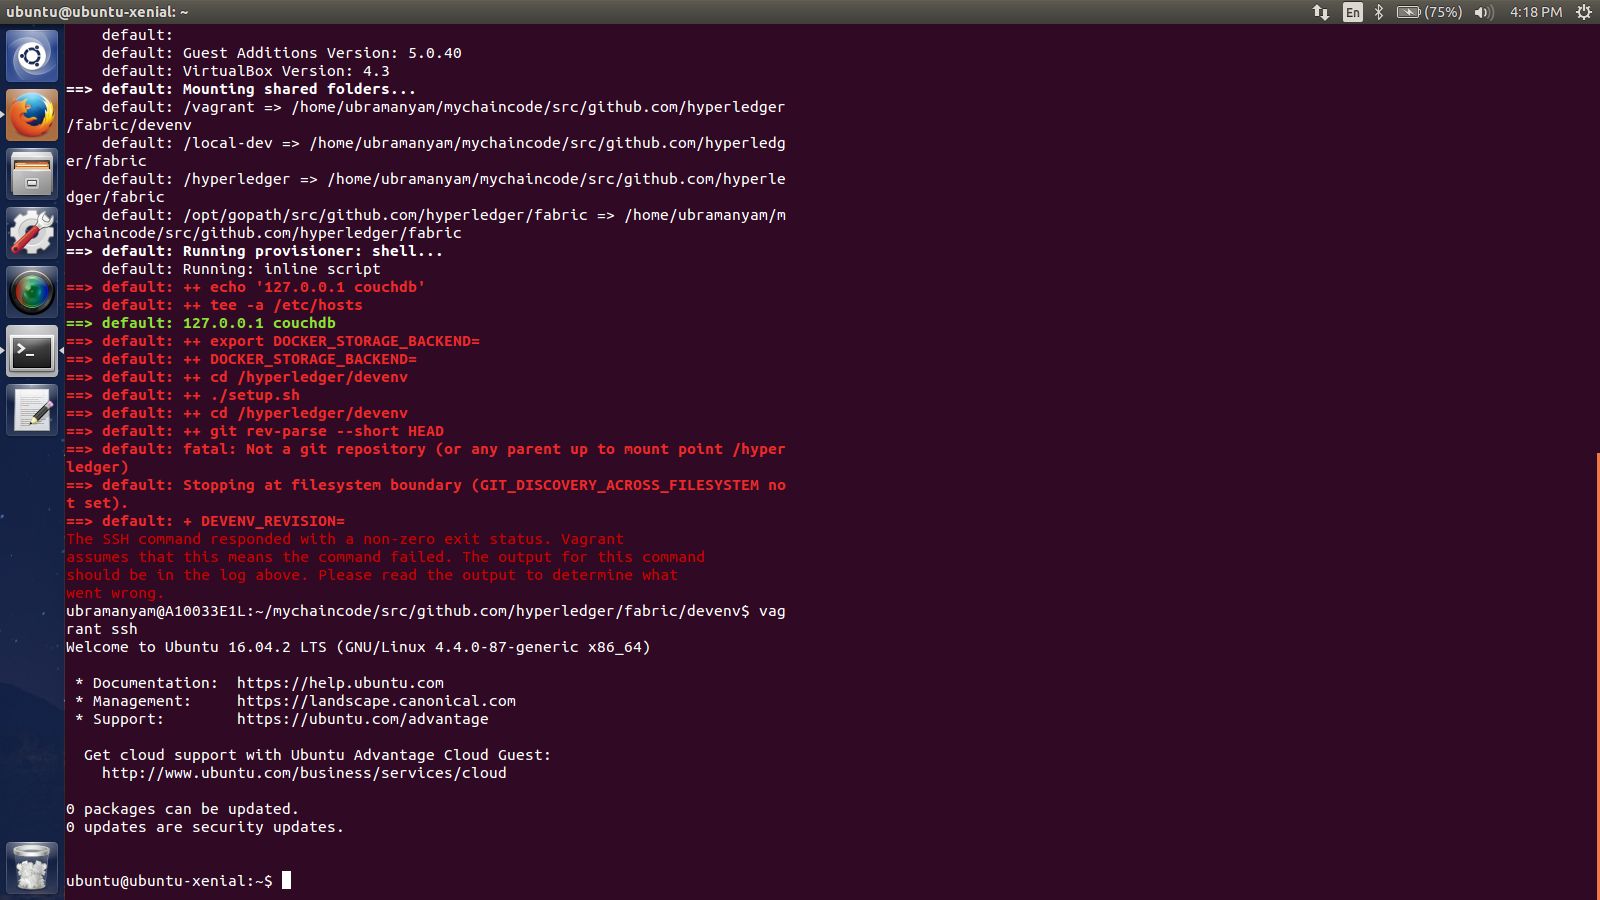 ubuntu@ubuntu-xenial: ~
En
(75%)
4:18 PM
default:
default: Guest Additions Version: 5.0.40
default: VirtualBox Version: 4.3
==> default: Mounting shared folders...
default: /vagrant => /home/ubramanyam/mychaincode/src/github.com/hyperledger
/fabric/devenv
default: /local-dev => /home/ubramanyam/mychaincode/src/github.com/hyperledg
er/fabric
default: /hyperledger => /home/ubramanyam/mychaincode/src/github.com/hyperle
dger/fabric
default: /opt/gopath/src/github.com/hyperledger/fabric => /home/ubramanyam/m
ychaincode/src/github.com/hyperledger/fabric
==> default: Running provisioner: shell...
default: Running: inline script
==> default: ++ echo '127.0.0.1 couchdb'
==> default: ++ tee -a /etc/hosts
==> default: 127.0.0.1 couchdb
==> default: ++ export DOCKER_STORAGE_BACKEND=
==> default: ++ DOCKER_STORAGE_BACKEND=
==> default: ++ cd /hyperledger/devenv
==> default: ++ ./setup.sh
==> default: ++ cd /hyperledger/devenv
==> default: ++ git rev-parse --short HEAD
==> default: fatal: Not a git repository (or any parent up to mount point /hyper
ledger)
==> default: Stopping at filesystem boundary (GIT_DISCOVERY_ACROSS_FILESYSTEM no
t set).
==> default: + DEVENV_REVISION=
The SSH command responded with a non-zero exit status. Vagrant
assumes that this means the command failed. The output for this command
should be in the log above. Please read the output to determine what
went wrong.
ubramanyam@A10033E1L:~/mychaincode/src/github.com/hyperledger/fabric/devenv$ vag
rant ssh
Welcome to Ubuntu 16.04.2 LTS (GNU/Linux 4.4.0-87-generic x86_64)
* Documentation:  https://help.ubuntu.com
* Management:     https://landscape.canonical.com
* Support:        https://ubuntu.com/advantage
Get cloud support with Ubuntu Advantage Cloud Guest:
http://www.ubuntu.com/business/services/cloud
0 packages can be updated.
0 updates are security updates.
ubuntu@ubuntu-xenial:~$